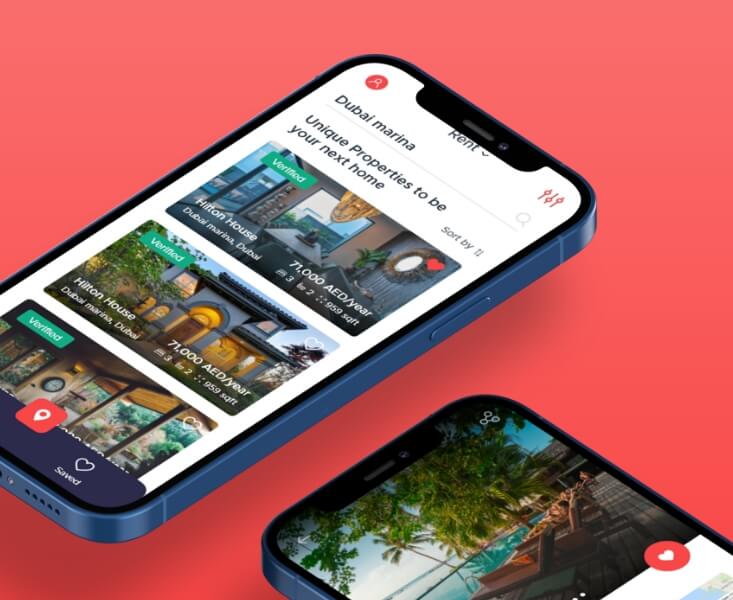 Rent
Dubai marina
Unique Properties to be
your next home
Sort by
Verified
Hilton House
Dubai marina, Dubai
71,000 AED/year
3 2 959 sqft
Verified
Hilton House
Dubai marina, Dubai
71,000 AED/year
3 2 959 sqft
Verified
Saved